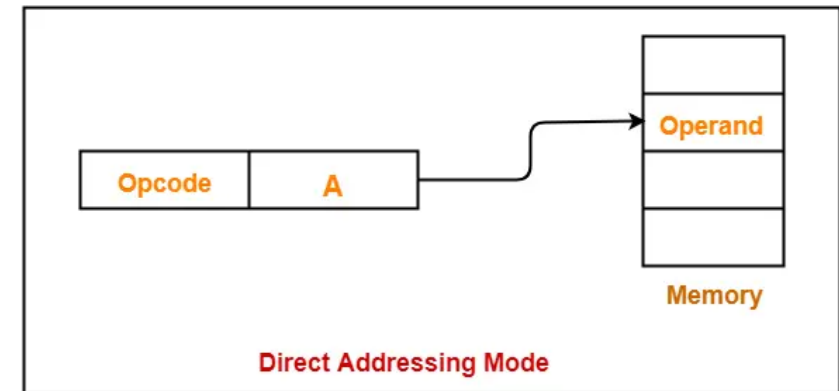 Operand
Opcode A
Memory
Direct Addressing Mode